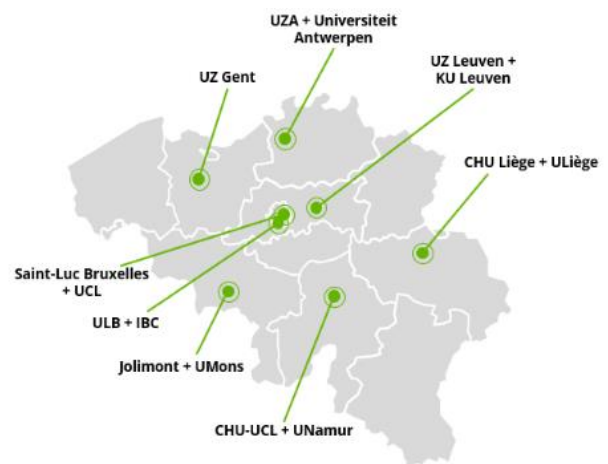 UZA + Universiteit
Antwerpen
UZ Leuven +
KU Leuven
UZ Gent
CHU Liège + ULiège
Saint-Luc Bruxelles
+ UCL
ULB + IBC
Jolimont + UMons
CHU-UCL + UNamur